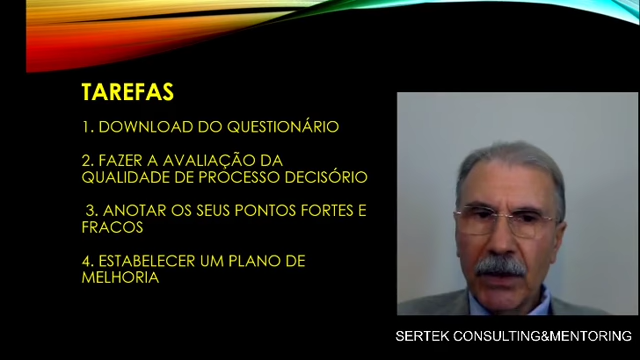 TAREFAS
1. DOWNLOAD DO QUESTIONÁRIO
2. FAZER A AVALIAÇÃO DA
QUALIDADE DE PROCESSO DECISÓRIO
3. ANOTAR OS SEUS PONTOS FORTES E
FRACOS
4. ESTABELECER UM PLANO DE
MELHORIA
SERTEK CONSULTING&MENTORING